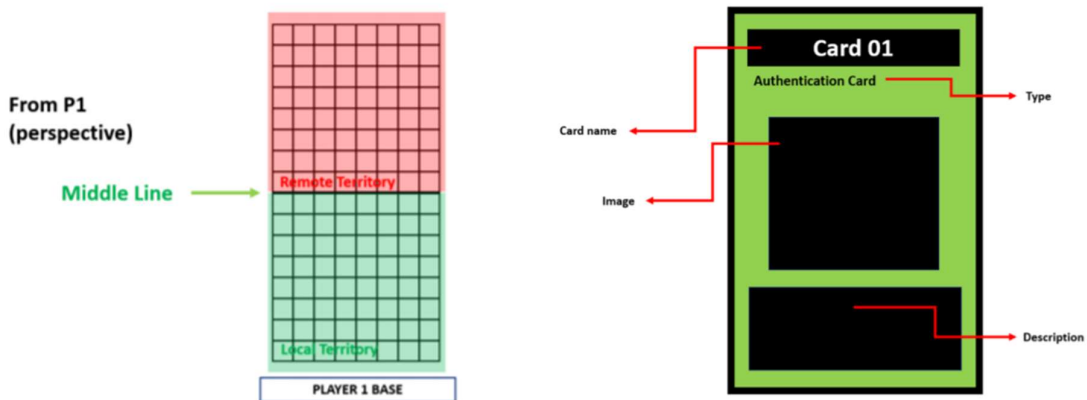 From P1
(perspective)
Middle Line
Remote Territory
Local Territory
PLAYER 1 BASE
Card 01
Authentication Card
Type
Card name
Image
Description